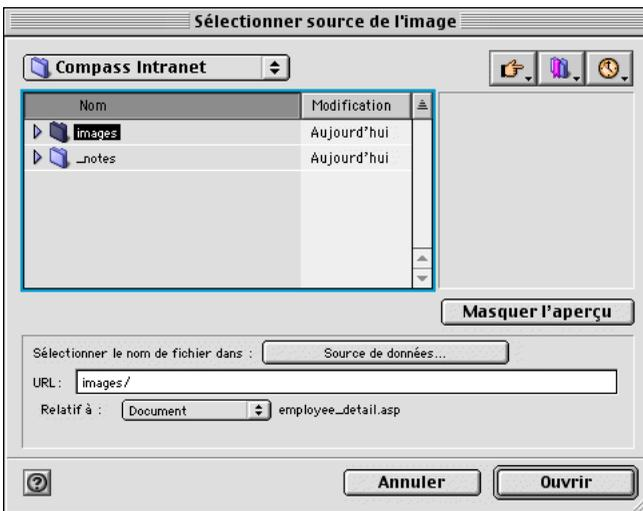 Sélectionner source de l'image
Compass Intranet
Nom Modification
images Aujourd'hui
_notes Aujourd'hui
Masquer l'aperçu
Sélectionner le nom de fichier dans : Source de données...
URL : images/
Relatif à : Document employee_detail.asp
? Annuler Ouvrir